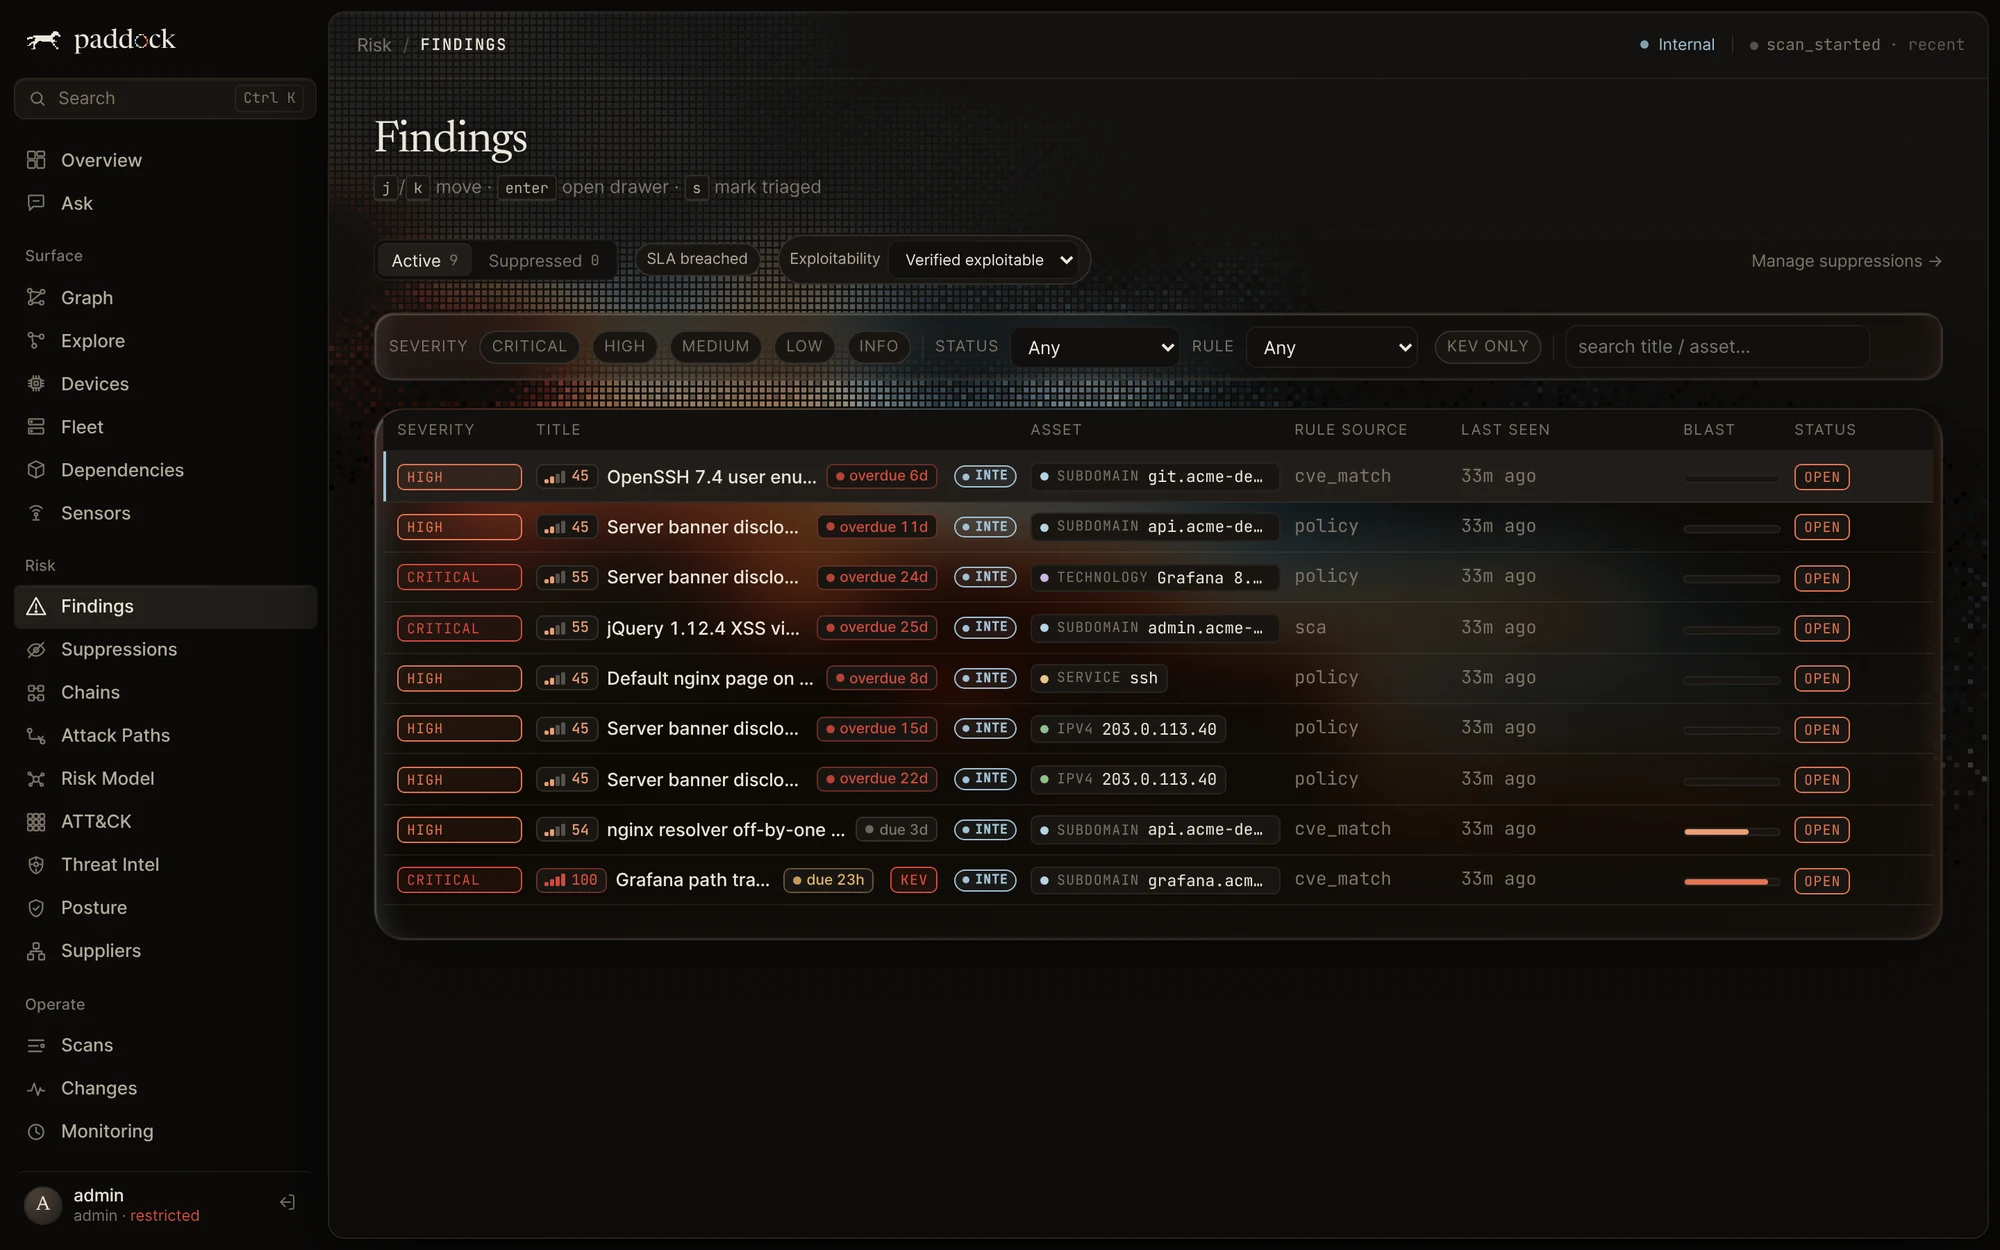 paddock
Search Ctrl K
Overview
Ask
Surface
Graph
Explore
Devices
Fleet
Dependencies
Sensors
Risk
Findings
Suppressions
Chains
Attack Paths
Risk Model
ATT&CK
Threat Intel
Posture
Suppliers
Operate
Scans
Changes
Monitoring
A admin
admin · restricted
Risk / FINDINGS
Internal scan_started · recent
Findings
j / k move · enter open drawer · s mark triaged
Active 9 Suppressed 0 SLA breached Exploitability Verified exploitable Manage suppressions →
SEVERITY CRITICAL HIGH MEDIUM LOW INFO STATUS Any RULE Any KEV ONLY search title / asset...
SEVERITY TITLE ASSET RULE SOURCE LAST SEEN BLAST STATUS
HIGH 45 OpenSSH 7.4 user enu... overdue 6d INTE SUBDOMAIN git.acme-de… cve_match 33m ago OPEN
HIGH 45 Server banner disclo... overdue 11d INTE SUBDOMAIN api.acme-de… policy 33m ago OPEN
CRITICAL 55 Server banner disclo... overdue 24d INTE TECHNOLOGY Grafana 8.… policy 33m ago OPEN
CRITICAL 55 jQuery 1.12.4 XSS vi... overdue 25d INTE SUBDOMAIN admin.acme-… sca 33m ago OPEN
HIGH 45 Default nginx page on ... overdue 8d INTE SERVICE ssh policy 33m ago OPEN
HIGH 45 Server banner disclo... overdue 15d INTE IPV4 203.0.113.40 policy 33m ago OPEN
HIGH 45 Server banner disclo... overdue 22d INTE IPV4 203.0.113.40 policy 33m ago OPEN
HIGH 54 nginx resolver off-by-one ... due 3d INTE SUBDOMAIN api.acme-de… cve_match 33m ago OPEN
CRITICAL 100 Grafana path tra... due 23h KEV INTE SUBDOMAIN grafana.acm… cve_match 33m ago OPEN